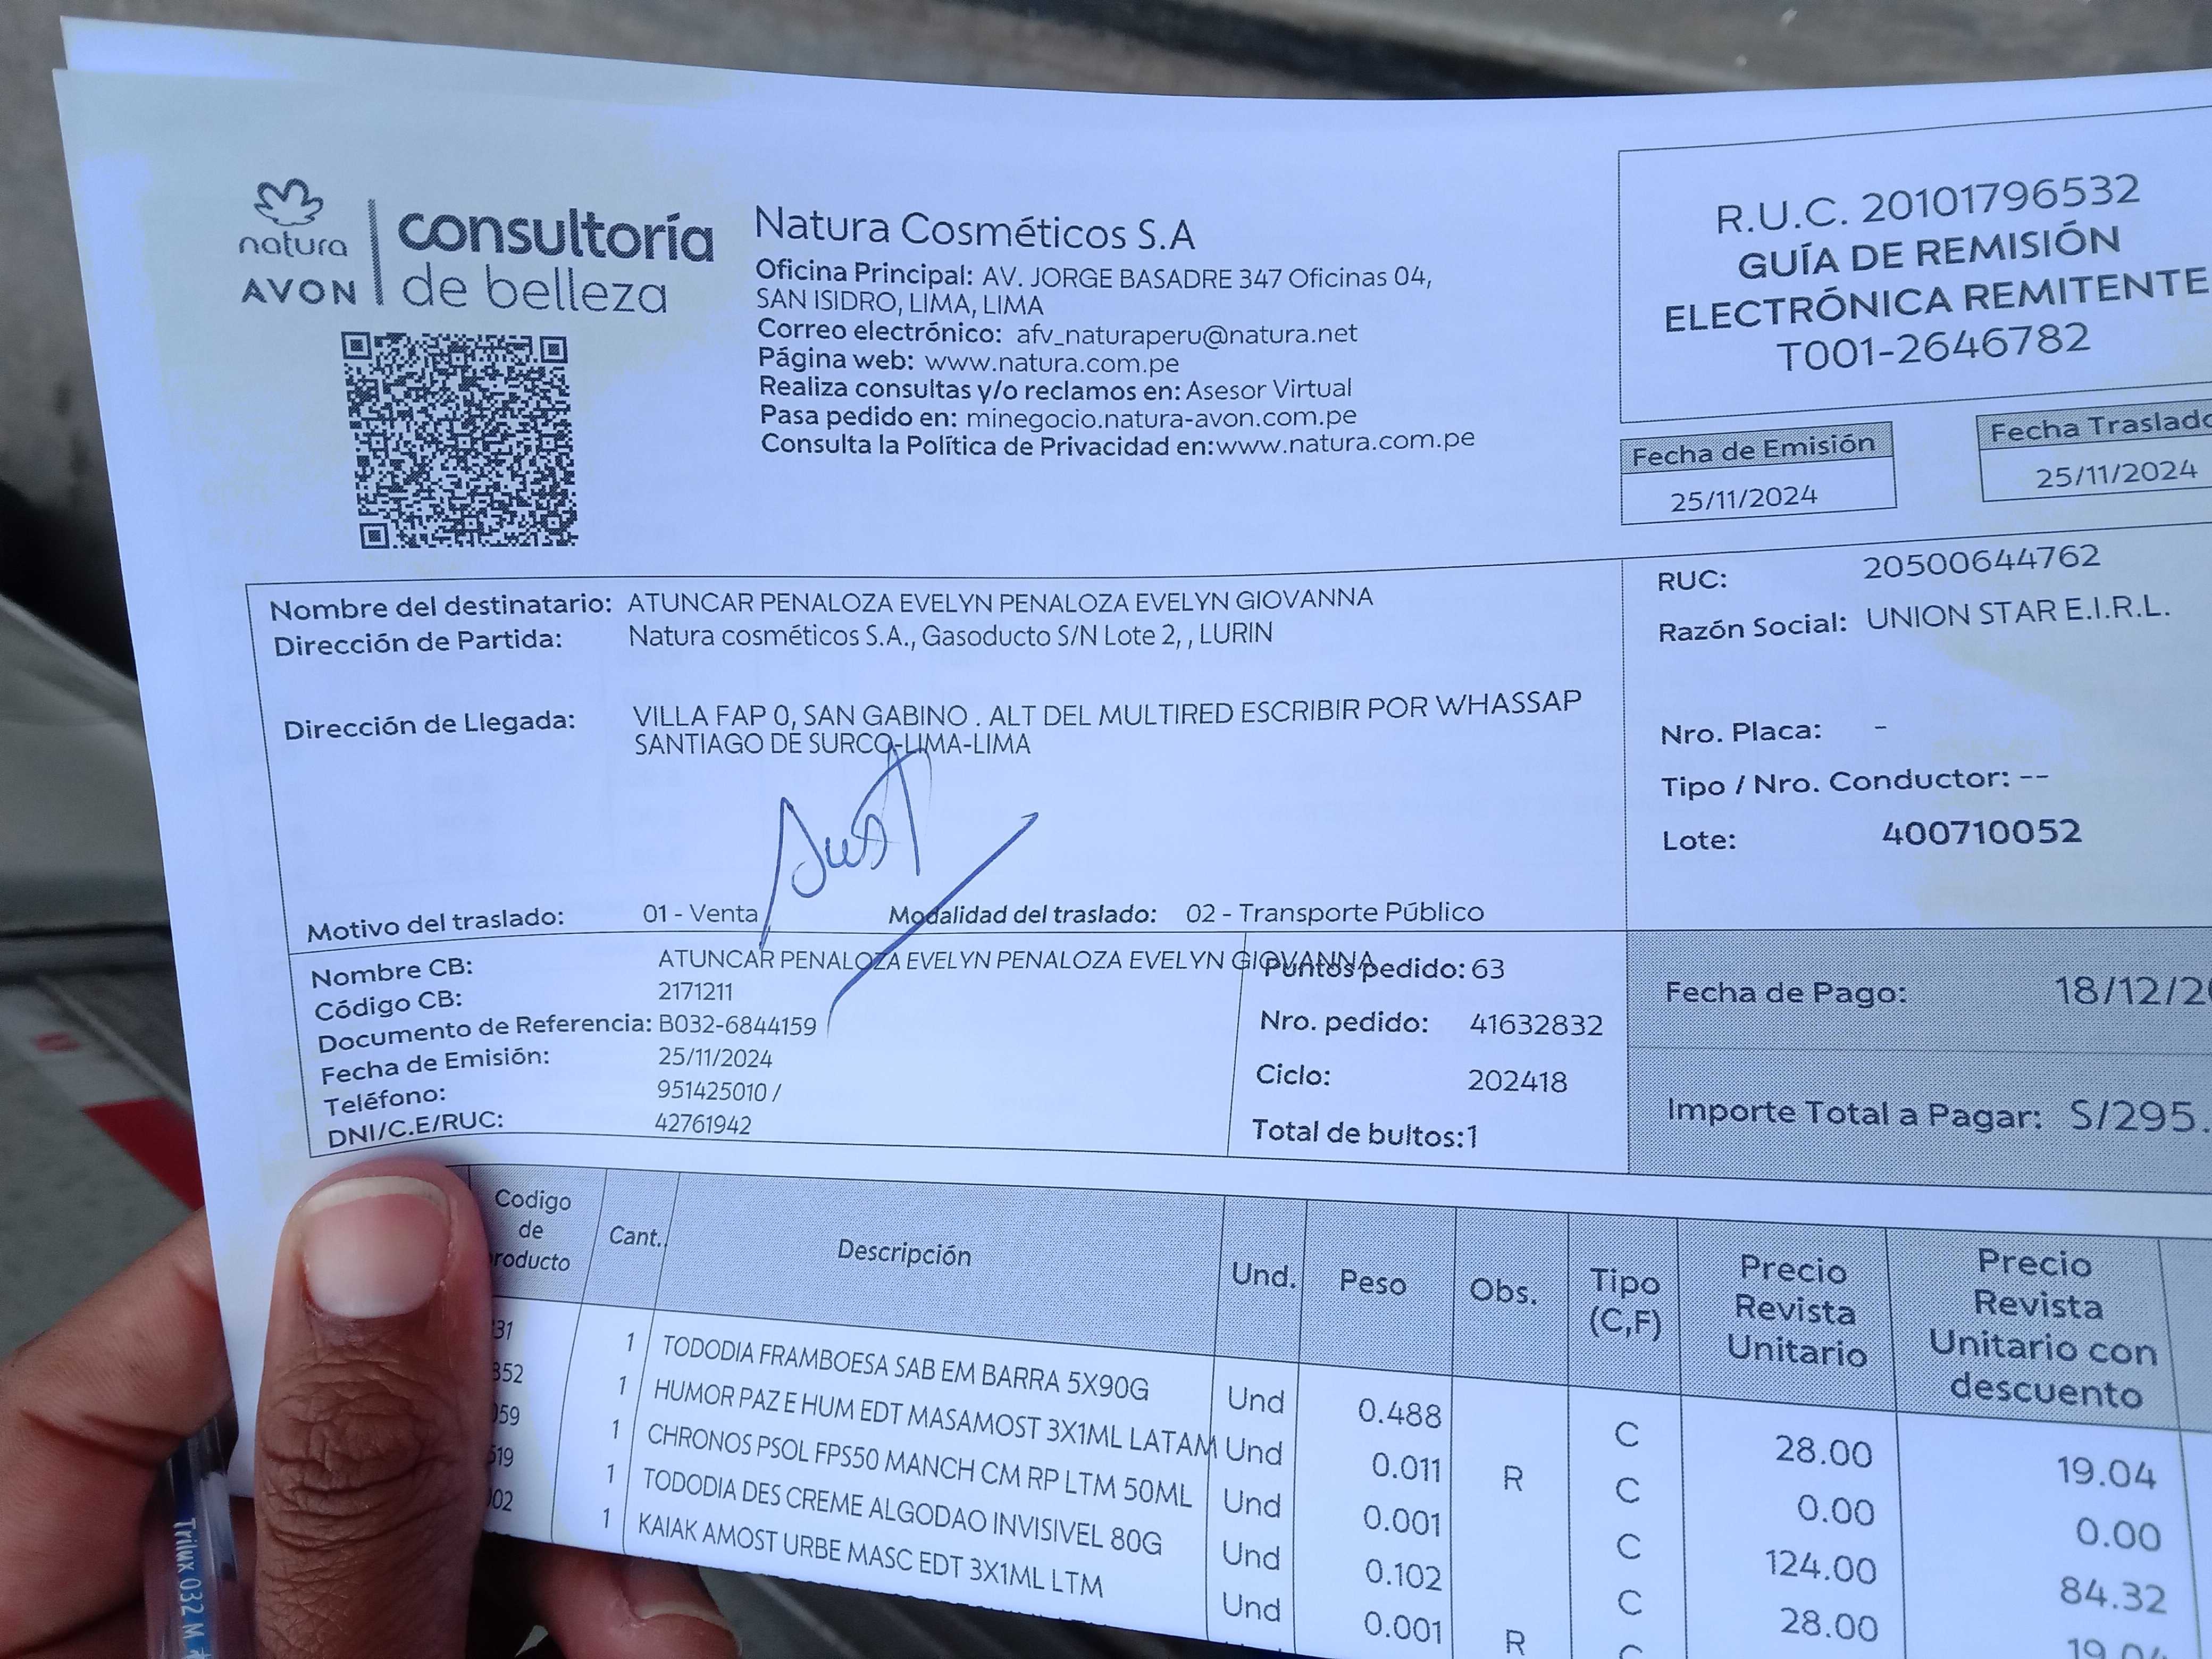 natura
AVON
consultoría
de belleza
Natura Cosméticos S.A
Oficina Principal: AV. JORGE BASADRE 347 Oficinas 04,
SAN ISIDRO, LIMA, LIMA
Correo electrónico: afv_naturaperu@natura.net
Página web: www.natura.com.pe
Realiza consultas y/o reclamos en: Asesor Virtual
Pasa pedido en: minegocio.natura-avon.com.pe
Consulta la Política de Privacidad en:www.natura.com.pe
R.U.C. 20101796532
GUÍA DE REMISIÓN
ELECTRÓNICA REMITENTE
T001-2646782
Fecha de Emisión
25/11/2024
Fecha Traslado
25/11/2024
Nombre del destinatario: ATUNCAR PENALOZA EVELYN PENALOZA EVELYN GIOVANNA
Dirección de Partida: Natura cosméticos S.A., Gasoducto S/N Lote 2, , LURIN
Dirección de Llegada: VILLA FAP 0, SAN GABINO . ALT DEL MULTIRED ESCRIBIR POR WHASSAP
SANTIAGO DE SURCO-LIMA-LIMA
Motivo del traslado: 01 - Venta Modalidad del traslado: 02 - Transporte Público
RUC: 20500644762
Razón Social: UNION STAR E.I.R.L.
Nro. Placa: -
Tipo / Nro. Conductor: --
Lote: 400710052
Nombre CB: ATUNCAR PENALOZA EVELYN PENALOZA EVELYN GIOVANNA
Código CB: 2171211
Documento de Referencia: B032-6844159
Fecha de Emisión: 25/11/2024
Teléfono: 951425010 /
DNI/C.E/RUC: 42761942
Puntos pedido: 63
Nro. pedido: 41632832
Ciclo: 202418
Total de bultos:1
Fecha de Pago: 18/12/20
Importe Total a Pagar: S/295.
Codigo de roducto Cant. Descripción Und. Peso Obs. Tipo (C,F) Precio Revista Unitario Precio Revista Unitario con descuento
31 1 TODODIA FRAMBOESA SAB EM BARRA 5X90G Und 0.488 C 28.00 19.04
352 1 HUMOR PAZ E HUM EDT MASAMOST 3X1ML LATAM Und 0.011 R C 0.00 0.00
059 1 CHRONOS PSOL FPS50 MANCH CM RP LTM 50ML Und 0.001 C 124.00 84.32
519 1 TODODIA DES CREME ALGODAO INVISIVEL 80G Und 0.102 C 28.00 19.04
02 1 KAIAK AMOST URBE MASC EDT 3X1ML LTM Und 0.001 R C
Trilux 032 M